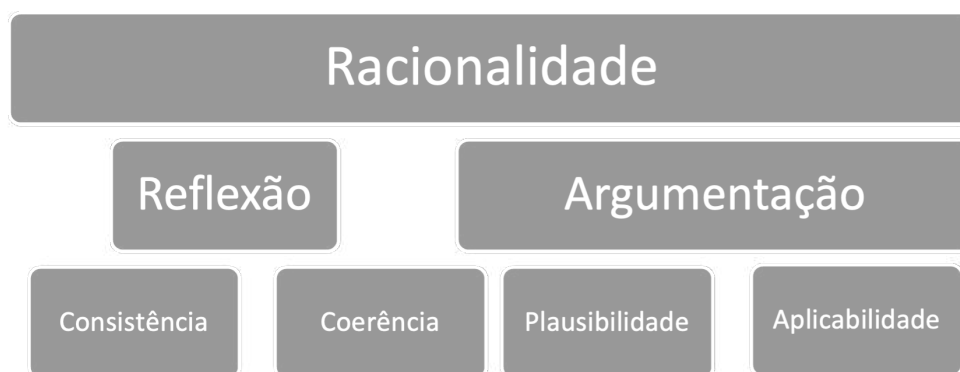 Racionalidade
Reflexão
Argumentação
Consistência
Coerência
Plausibilidade
Aplicabilidade